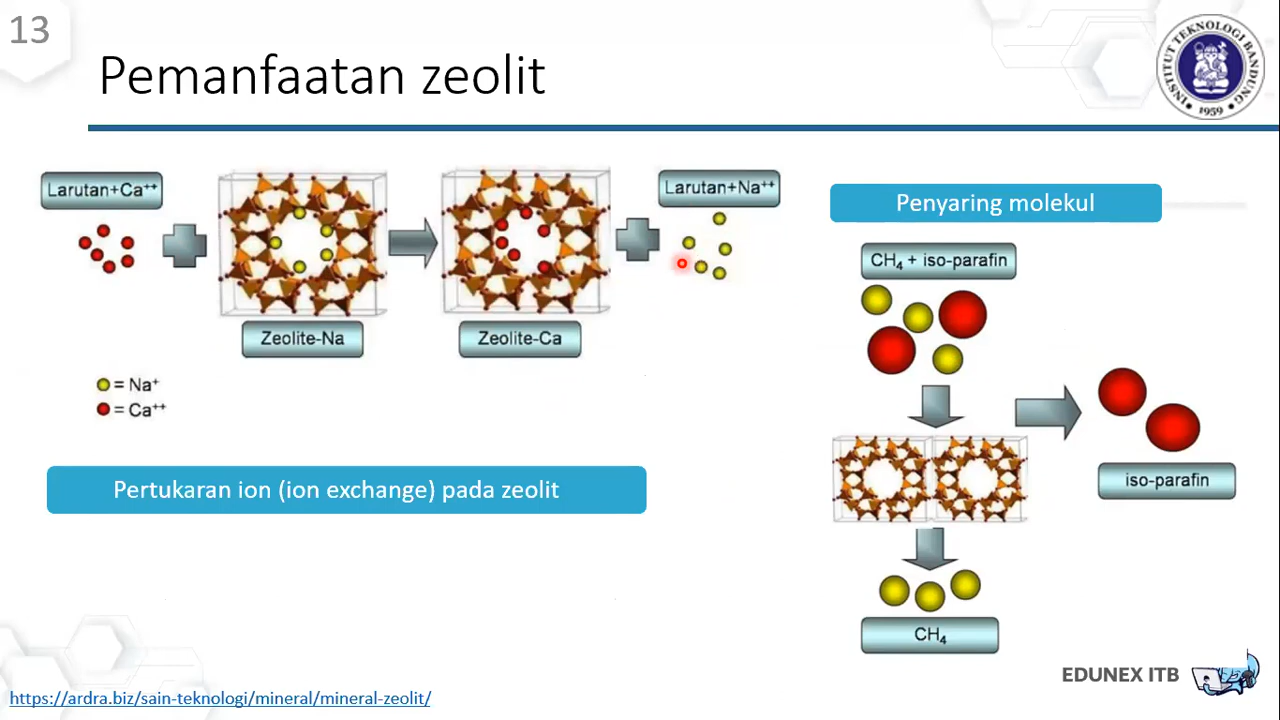 13
Pemanfaatan zeolit
INSTITUT TEKNOLOGI BANDUNG
1959
Larutan+Ca⁺⁺
Zeolite-Na
Zeolite-Ca
Larutan+Na⁺⁺
= Na⁺
= Ca⁺⁺
Pertukaran ion (ion exchange) pada zeolit
Penyaring molekul
CH₄ + iso-parafin
iso-parafin
CH₄
EDUNEX ITB
https://ardra.biz/sain-teknologi/mineral/mineral-zeolit/